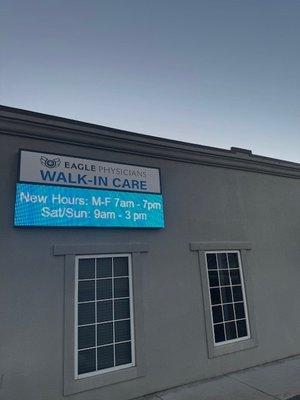 EAGLE PHYSICIANS
WALK-IN CARE
New Hours: M-F 7am - 7pm
Sat/Sun: 9am - 3 pm